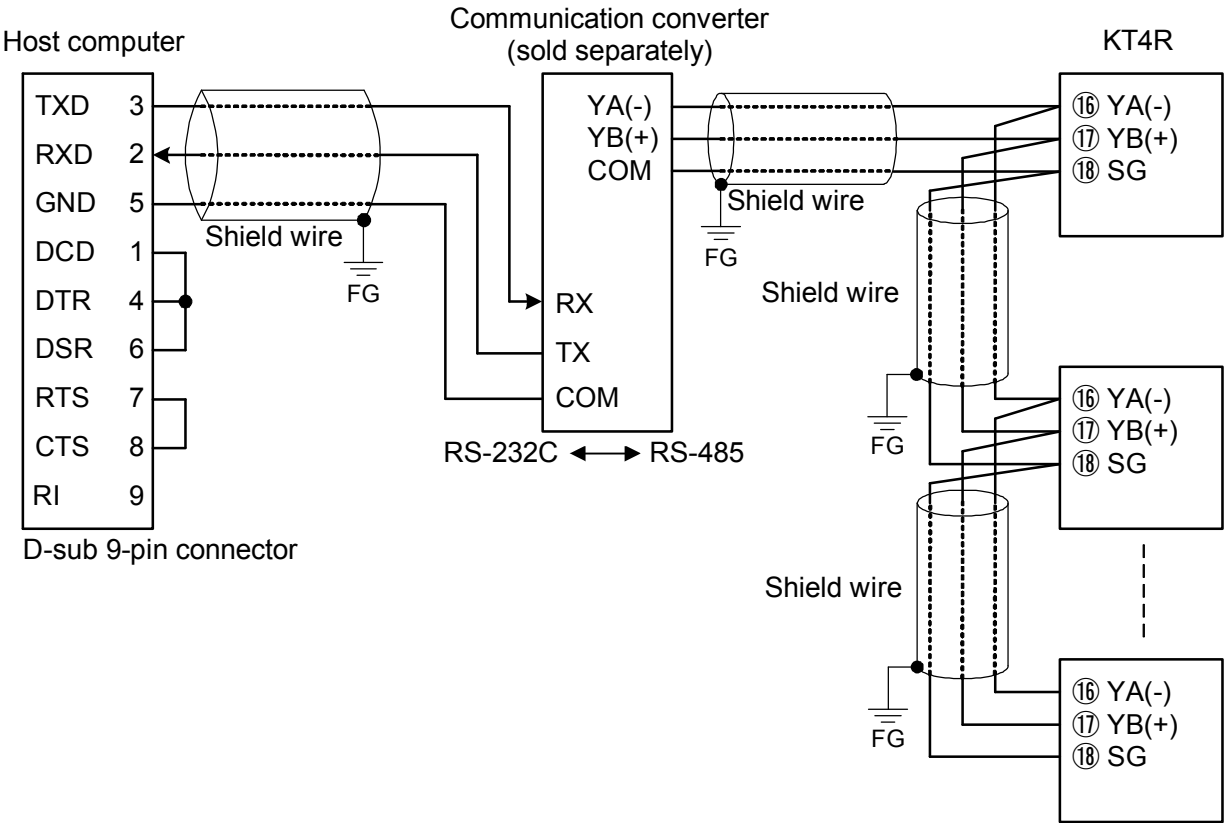 Host computer
TXD 3
RXD 2
GND 5
DCD 1
DTR 4
DSR 6
RTS 7
CTS 8
RI 9
D-sub 9-pin connector
Shield wire
FG
Communication converter
(sold separately)
YA(-)
YB(+)
COM
RX
TX
COM
RS-232C RS-485
Shield wire
FG
KT4R
⑯ YA(-)
⑰ YB(+)
⑱ SG
Shield wire
FG
⑯ YA(-)
⑰ YB(+)
⑱ SG
Shield wire
FG
⑯ YA(-)
⑰ YB(+)
⑱ SG